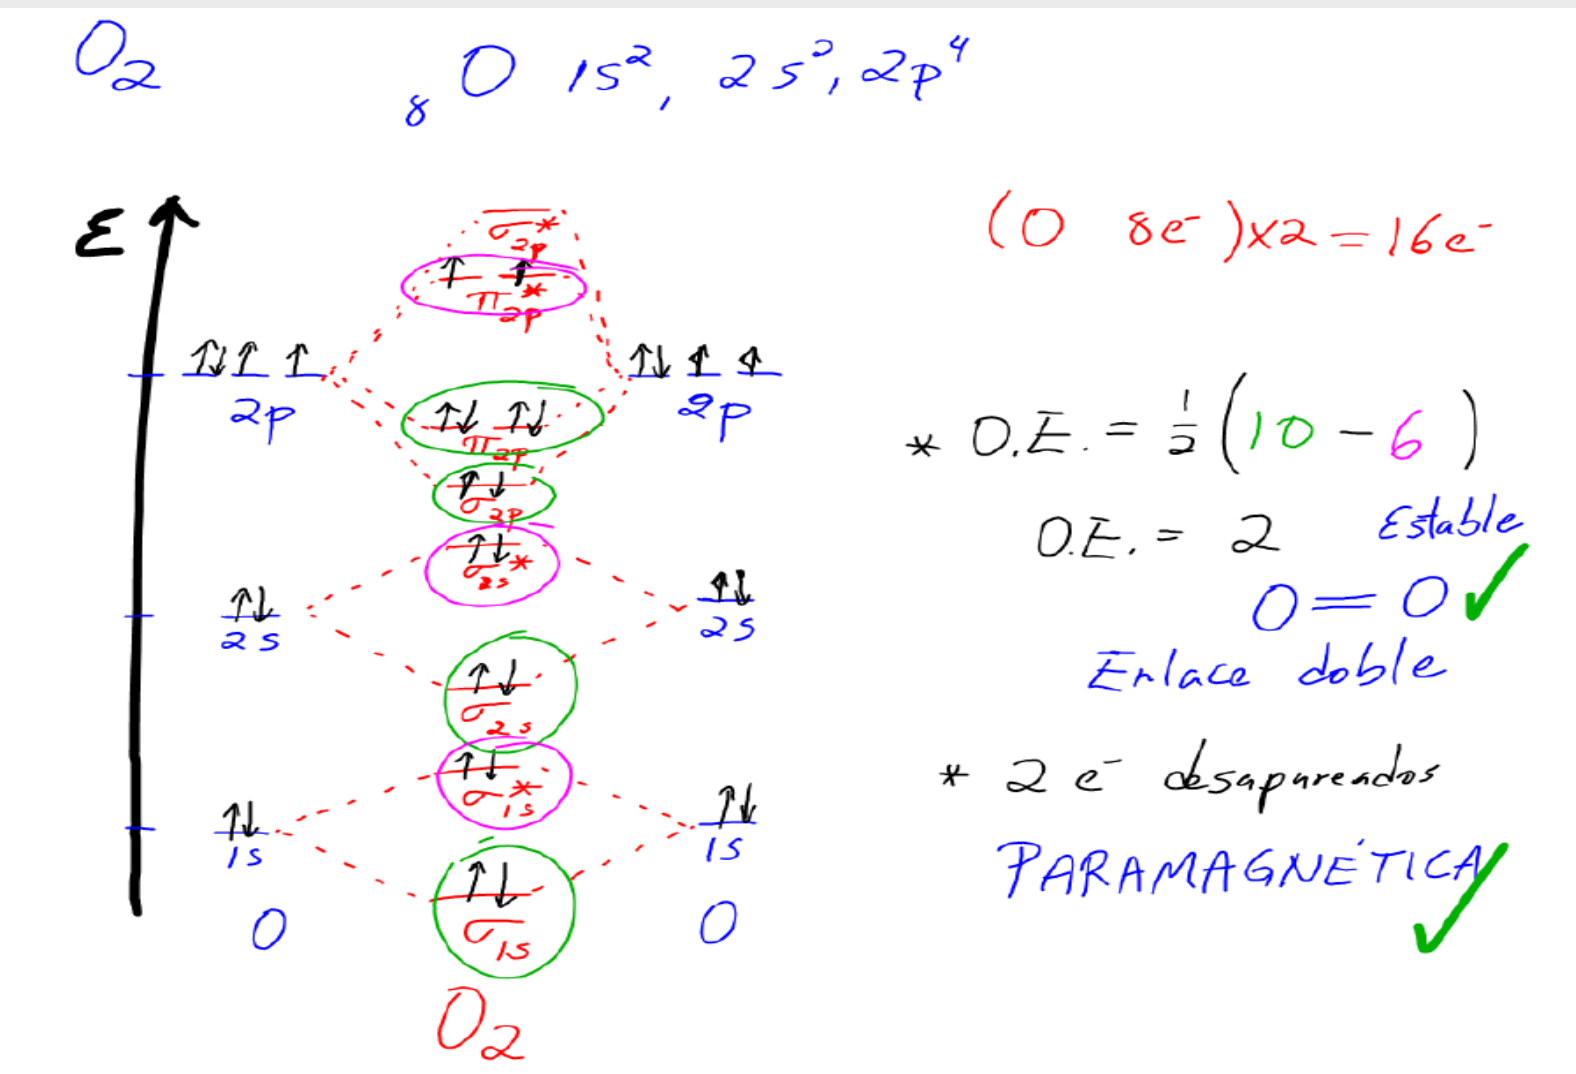 O₂ ₈O 1s², 2s², 2p⁴
ε
σ*2p
(O 8e⁻)x2 = 16e⁻
↑ ↑
π*2p
↑↓ ↑ ↑ ↑↓ ↑ ↑
2p 2p
↑↓ ↑↓
π2p
* O.E. = ½ (10 - 6)
↑↓
σ2p
O.E. = 2 Estable
↑↓
σ*2s
O = O ✓
↑↓ ↑↓
2s 2s
Enlace doble
↑↓
σ2s
* 2 e⁻ desapareados
↑↓
σ*1s
↑↓ ↑↓
1s 1s
PARAMAGNÉTICA ✓
↑↓
σ1s
O O
O₂